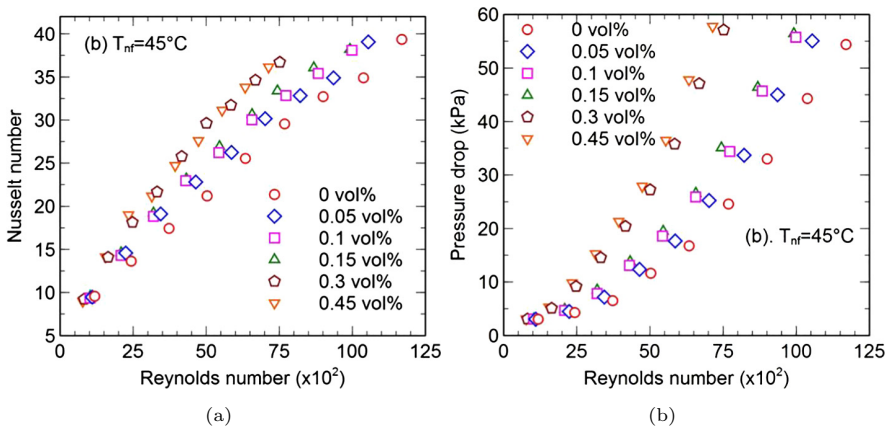 40
35
30
25
20
15
10
5
Nusselt number
(b) Tnf=45°C
0 vol%
0.05 vol%
0.1 vol%
0.15 vol%
0.3 vol%
0.45 vol%
0 25 50 75 100 125
Reynolds number (x10²)
(a)
60
50
40
30
20
10
0
Pressure drop (kPa)
0 vol%
0.05 vol%
0.1 vol%
0.15 vol%
0.3 vol%
0.45 vol%
(b). Tnf=45°C
0 25 50 75 100 125
Reynolds number (x10²)
(b)